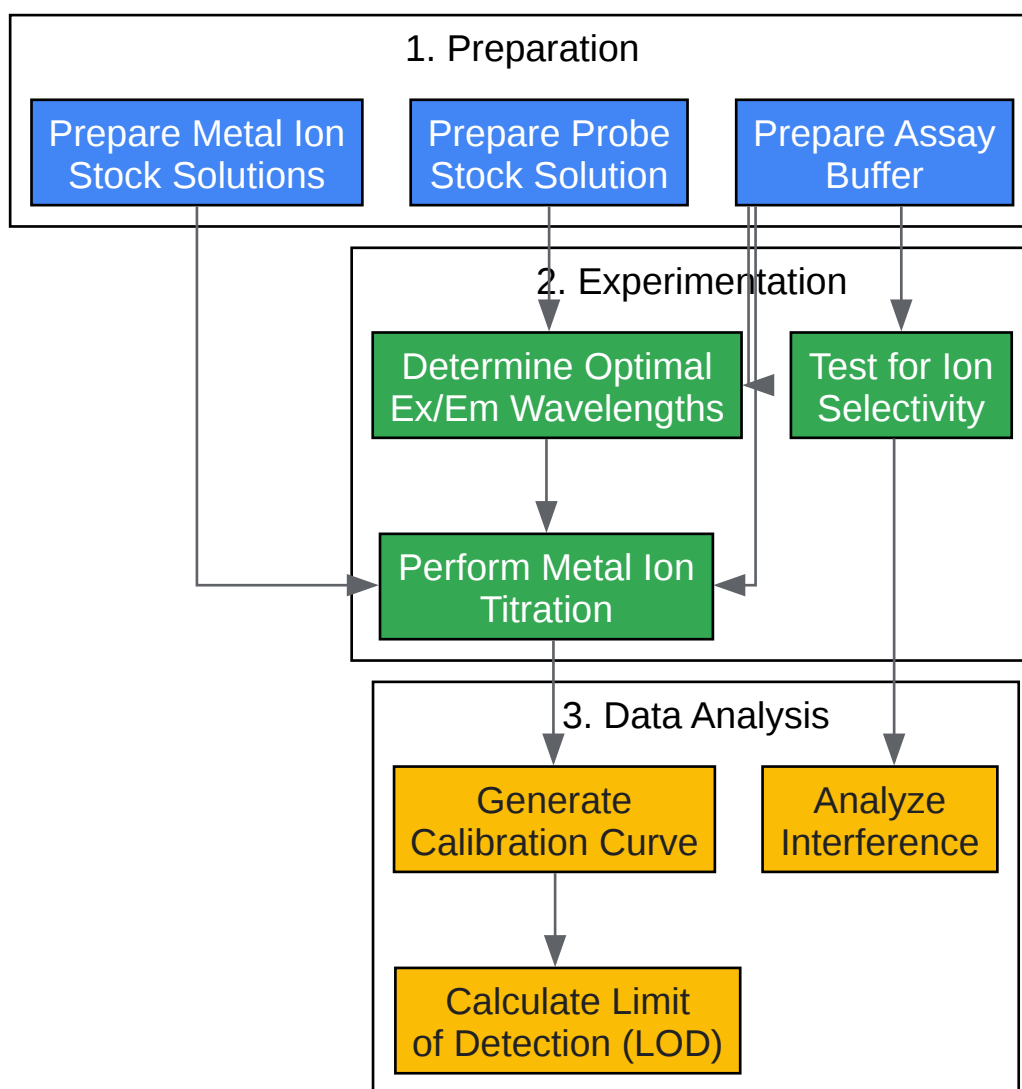 1. Preparation
Prepare Metal Ion
Stock Solutions
Prepare Probe
Stock Solution
Prepare Assay
Buffer
2. Experimentation
Determine Optimal
Ex/Em Wavelengths
Test for Ion
Selectivity
Perform Metal Ion
Titration
3. Data Analysis
Generate
Calibration Curve
Analyze
Interference
Calculate Limit
of Detection (LOD)